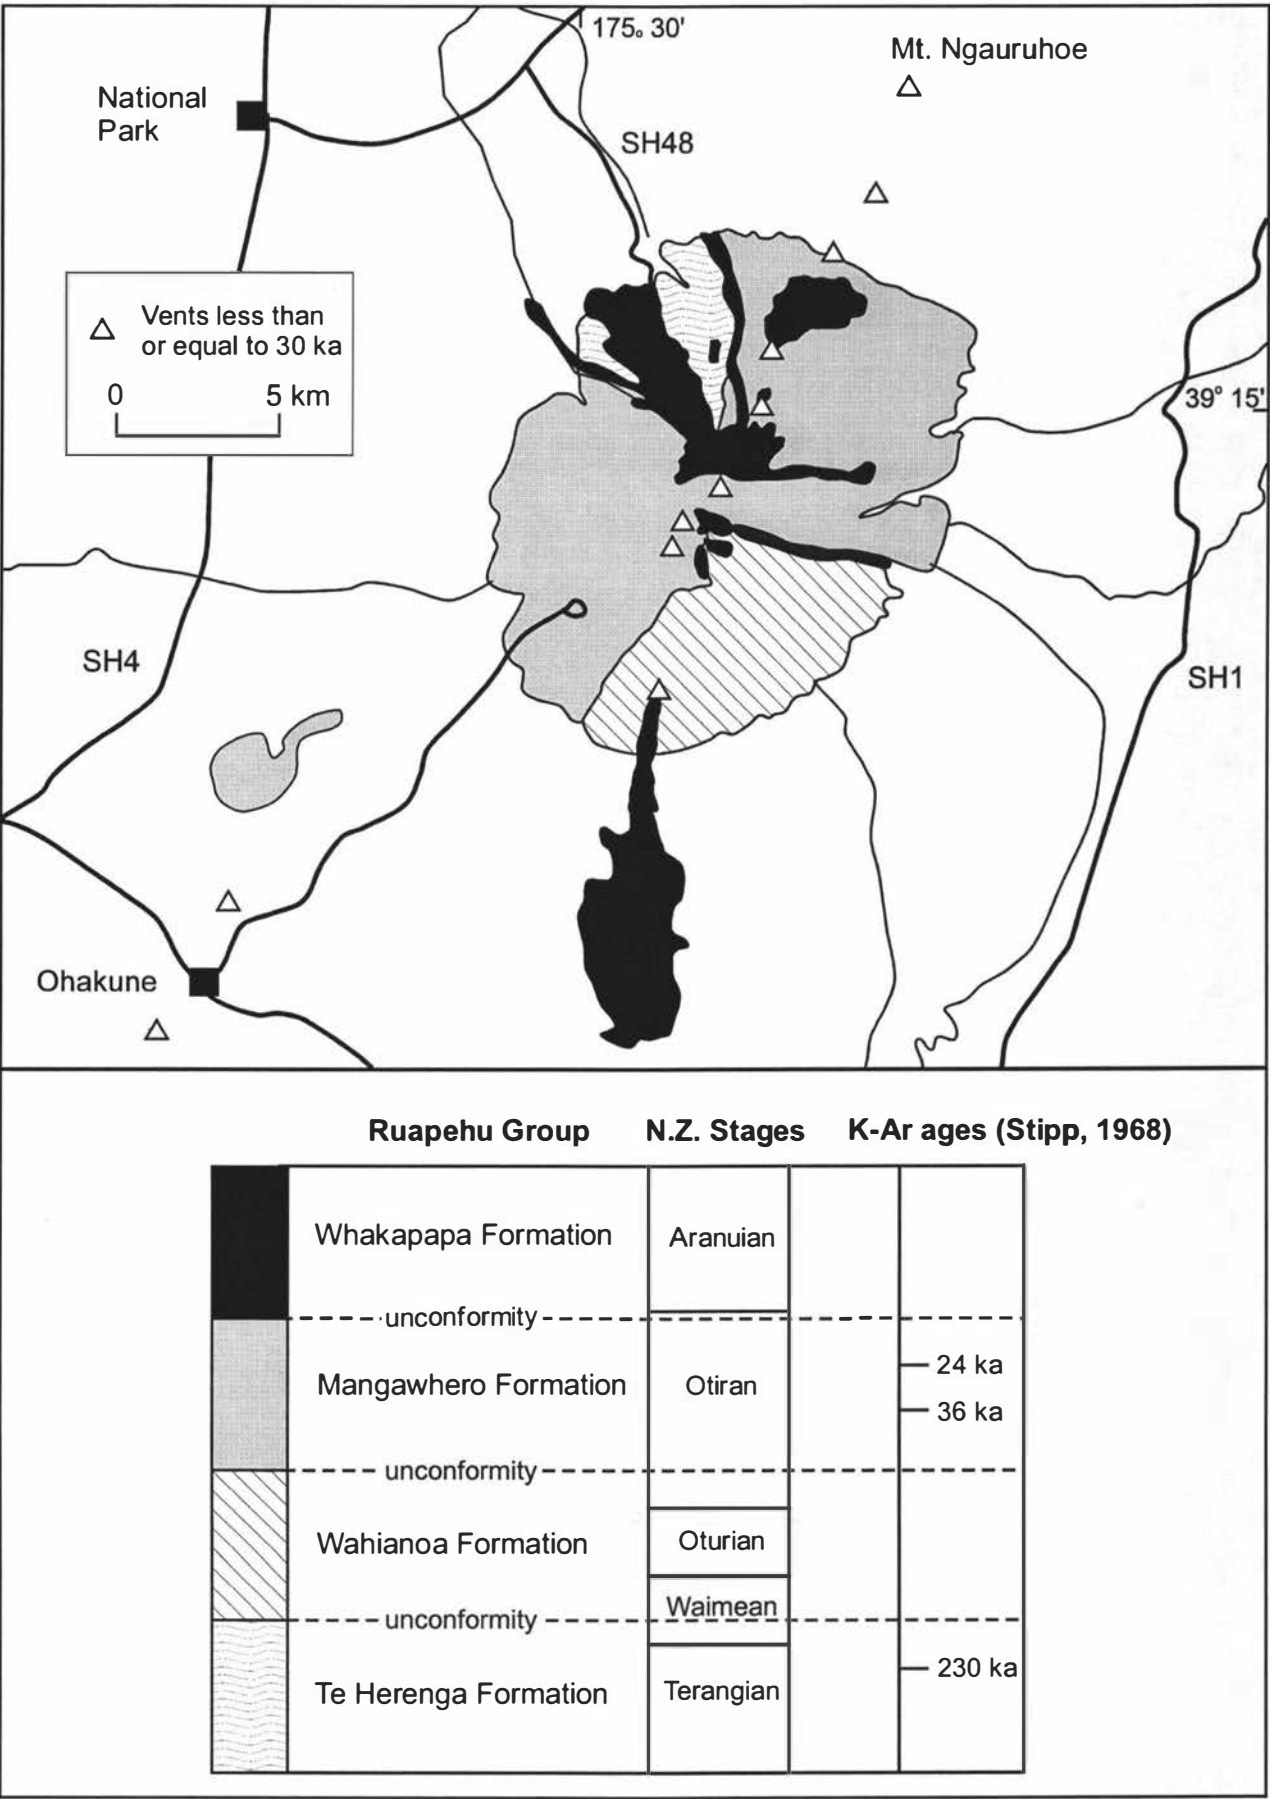 175° 30'
Mt. Ngauruhoe
National
Park
SH48
Vents less than
or equal to 30 ka
0 5 km
39° 15'
SH4
SH1
Ohakune
Ruapehu Group N.Z. Stages K-Ar ages (Stipp, 1968)
Whakapapa Formation Aranuian
unconformity
24 ka
Mangawhero Formation Otiran
36 ka
unconformity
Wahianoa Formation Oturian
Waimean
unconformity
230 ka
Te Herenga Formation Terangian